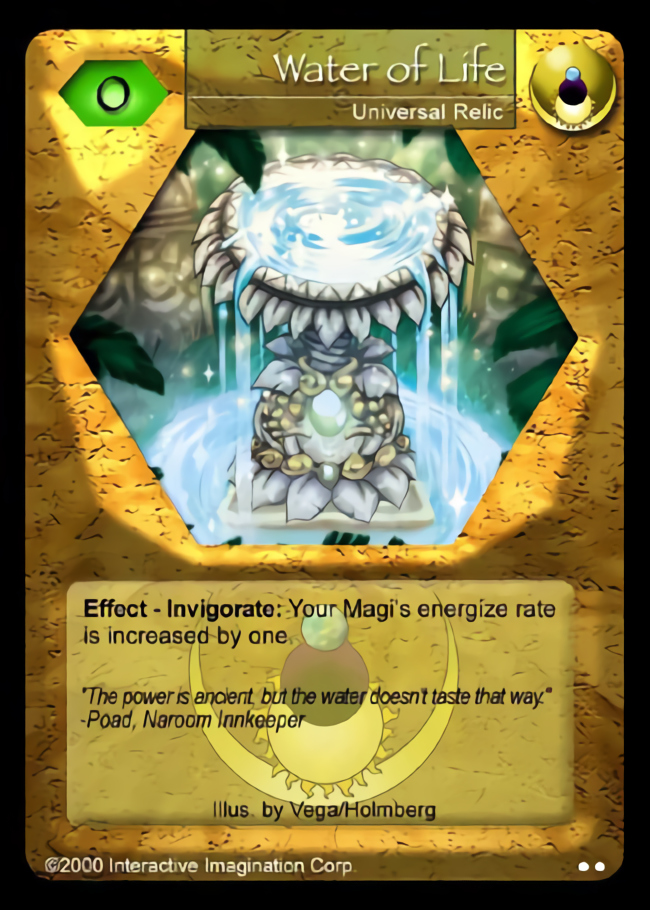 0
Water of Life
Universal Relic
Effect - Invigorate: Your Magi's energize rate
is increased by one.
"The power is ancient, but the water doesn't taste that way."
-Poad, Naroom Innkeeper
Illus. by Vega/Holmberg
©2000 Interactive Imagination Corp.